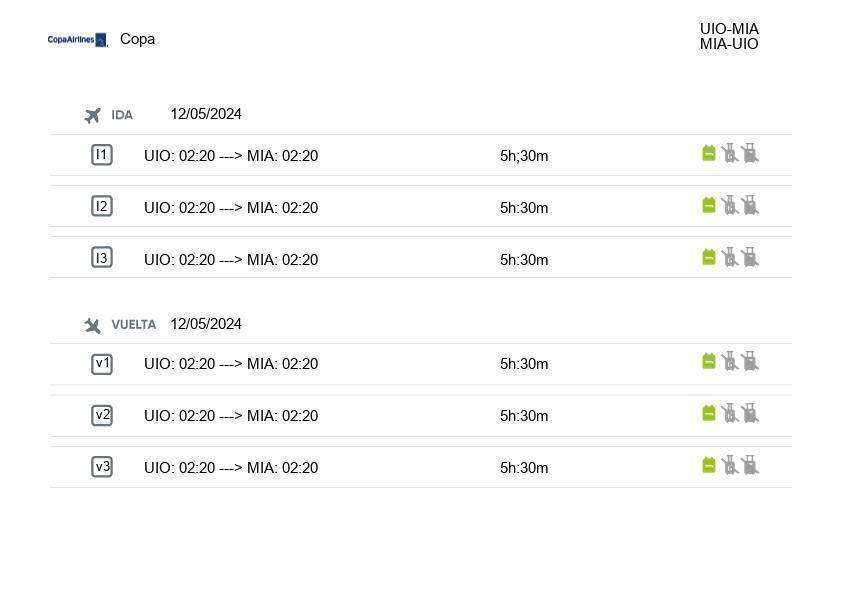 CopaAirlines Copa
UIO-MIA
MIA-UIO
IDA 12/05/2024
I1 UIO: 02:20 ---> MIA: 02:20 5h;30m
I2 UIO: 02:20 ---> MIA: 02:20 5h:30m
I3 UIO: 02:20 ---> MIA: 02:20 5h:30m
VUELTA 12/05/2024
v1 UIO: 02:20 ---> MIA: 02:20 5h:30m
v2 UIO: 02:20 ---> MIA: 02:20 5h:30m
v3 UIO: 02:20 ---> MIA: 02:20 5h:30m